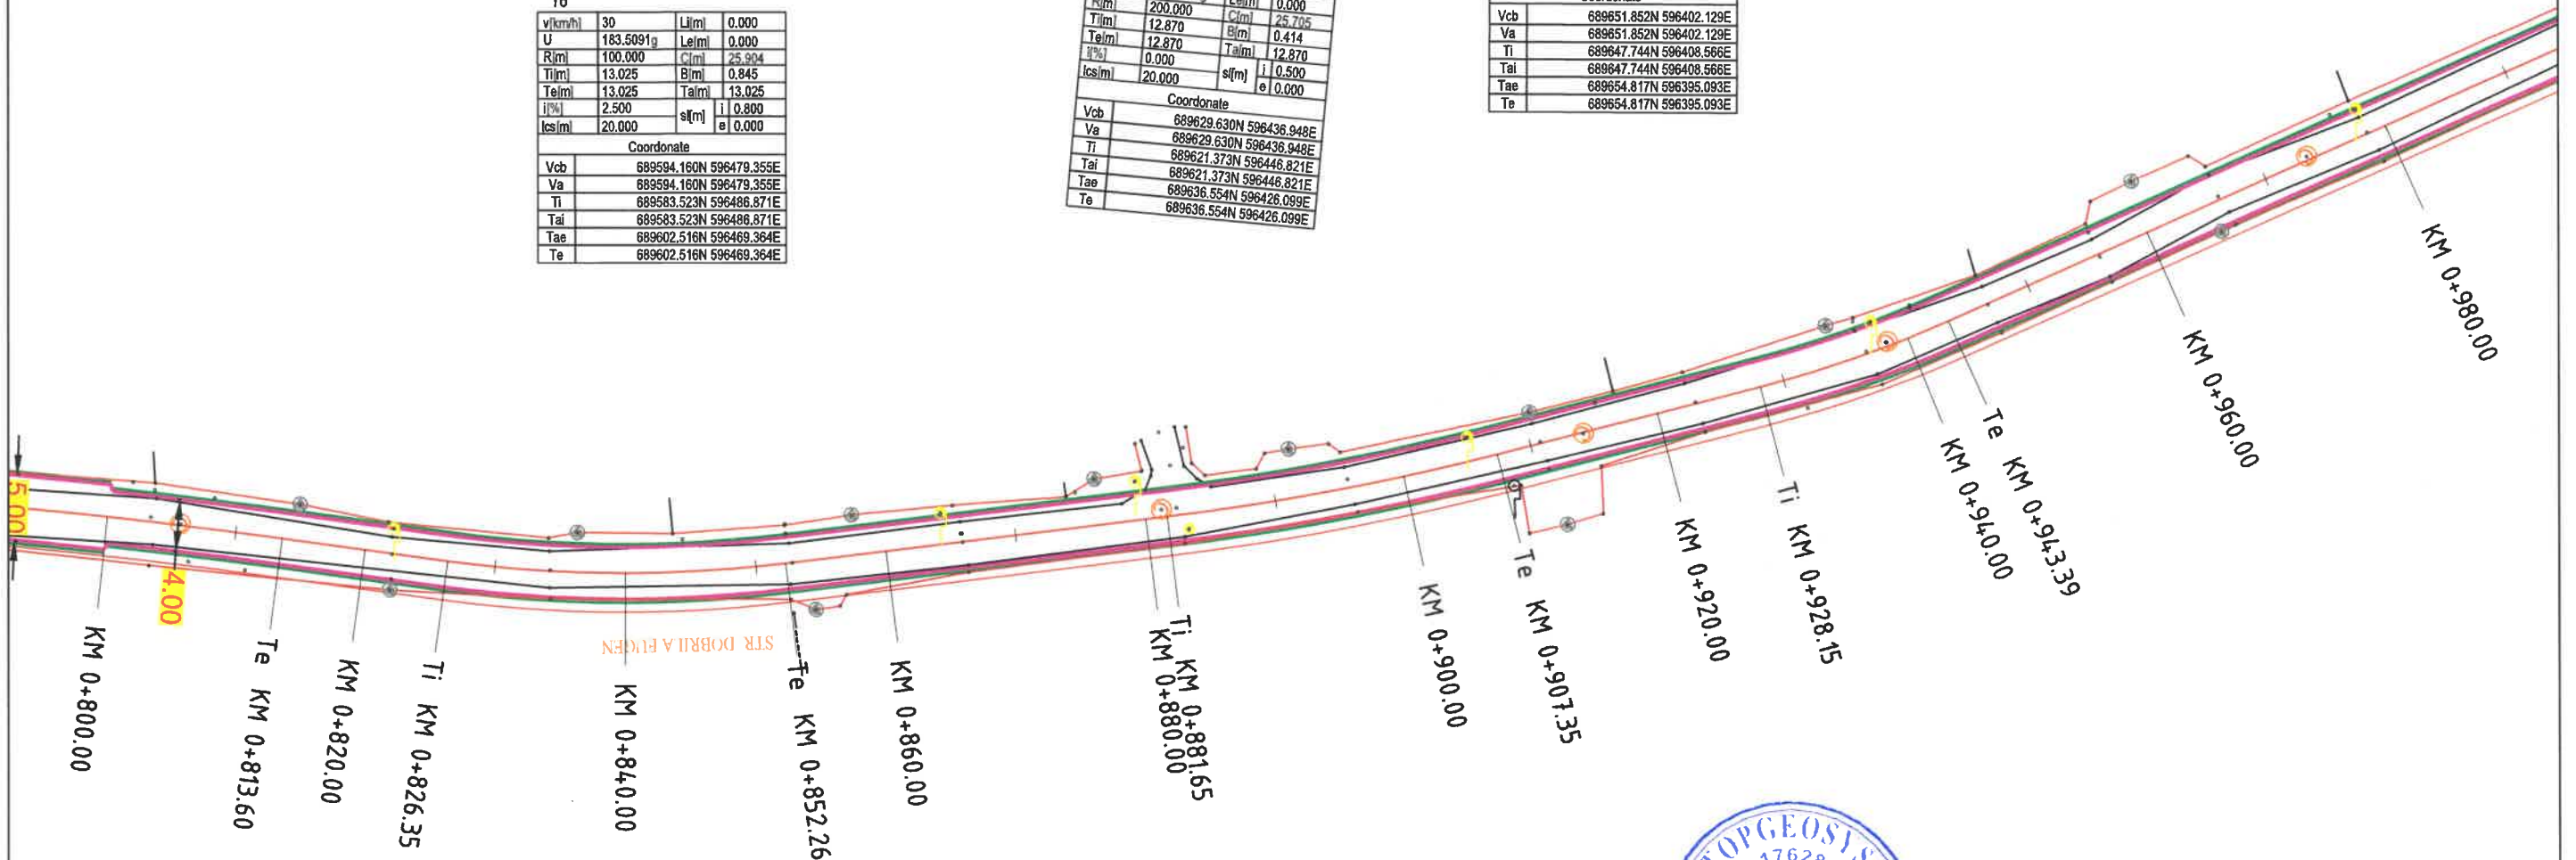 v[km/h] 30 Li[m] 0.000
U 183.5091g Le[m] 0.000
R[m] 100.000 C[m] 25.904
Ti[m] 13.025 B[m] 0.845
Te[m] 13.025 Ta[m] 13.025
i[%] 2.500 sl[m] i 0.800
lcs[m] 20.000 e 0.000
Coordonate
Vcb 689594.160N 596479.355E
Va 689594.160N 596479.355E
Ti 689583.523N 596486.871E
Tai 689583.523N 596486.871E
Tae 689602.516N 596469.364E
Te 689602.516N 596469.364E
R[m] 200.000 C[m] 25.705
Ti[m] 12.870 B[m] 0.414
Te[m] 12.870 Ta[m] 12.870
i[%] 0.000 sl[m] i 0.500
lcs[m] 20.000 e 0.000
Coordonate
Vcb 689629.630N 596436.948E
Va 689629.630N 596436.948E
Ti 689621.373N 596446.821E
Tai 689621.373N 596446.821E
Tae 689636.554N 596426.099E
Te 689636.554N 596426.099E
Vcb 689651.852N 596402.129E
Va 689651.852N 596402.129E
Ti 689647.744N 596408.566E
Tai 689647.744N 596408.566E
Tae 689654.817N 596395.093E
Te 689654.817N 596395.093E
5.00
4.00
KM 0+800.00
Te KM 0+813.60
KM 0+820.00
Ti KM 0+826.35
KM 0+840.00
STR DOBRILA EUGEN
Te KM 0+852.26
KM 0+860.00
KM 0+880.00
Ti KM 0+881.65
KM 0+900.00
Te KM 0+907.35
KM 0+920.00
Ti KM 0+928.15
KM 0+940.00
Te KM 0+943.39
KM 0+960.00
KM 0+980.00